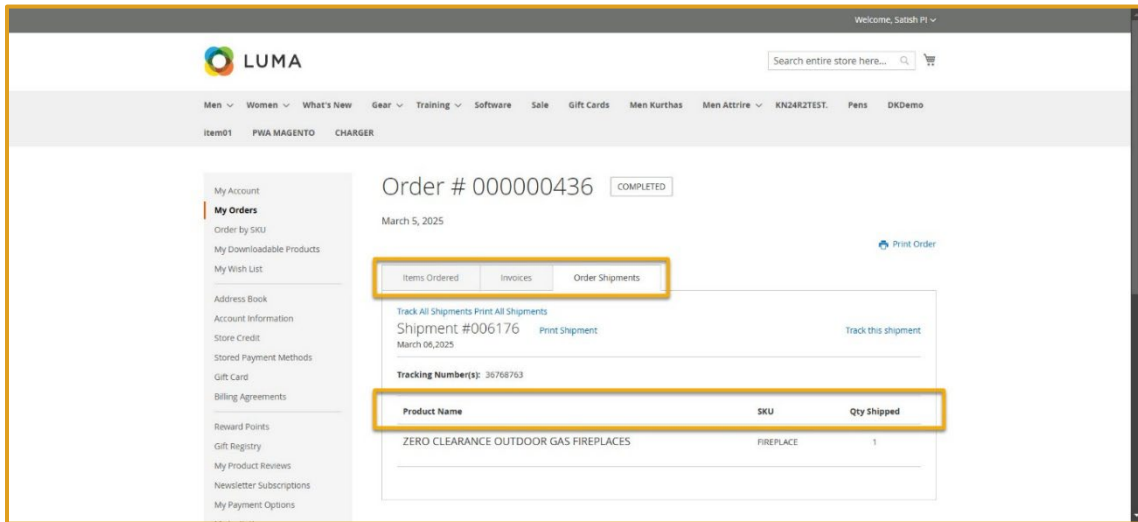 Welcome, Satish PI
LUMA
Search entire store here...
Men Women What's New Gear Training Software Sale Gift Cards Men Kurthas Men Attrire KN24R2TEST. Pens DKDemo
item01 PWA MAGENTO CHARGER
My Account
My Orders
Order by SKU
My Downloadable Products
My Wish List
Address Book
Account Information
Store Credit
Stored Payment Methods
Gift Card
Billing Agreements
Reward Points
Gift Registry
My Product Reviews
Newsletter Subscriptions
My Payment Options
Order # 000000436 COMPLETED
March 5, 2025
Print Order
Items Ordered Invoices Order Shipments
Track All Shipments Print All Shipments
Shipment #006176 Print Shipment Track this shipment
March 06,2025
Tracking Number(s): 36768763
Product Name SKU Qty Shipped
ZERO CLEARANCE OUTDOOR GAS FIREPLACES FIREPLACE 1